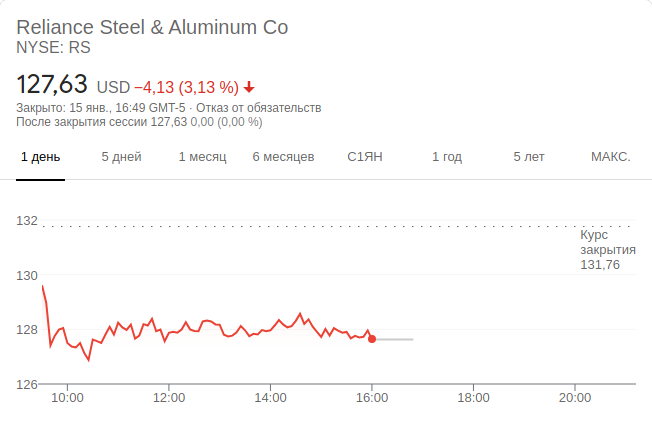 Reliance Steel & Aluminum Co
NYSE: RS
127,63 USD −4,13 (3,13 %)
Закрыто: 15 янв., 16:49 GMT-5 · Отказ от обязательств
После закрытия сессии 127,63 0,00 (0,00 %)
1 день 5 дней 1 месяц 6 месяцев С1ЯН 1 год 5 лет МАКС.
132
Курс
закрытия
131,76
130
128
126
10:00 12:00 14:00 16:00 18:00 20:00